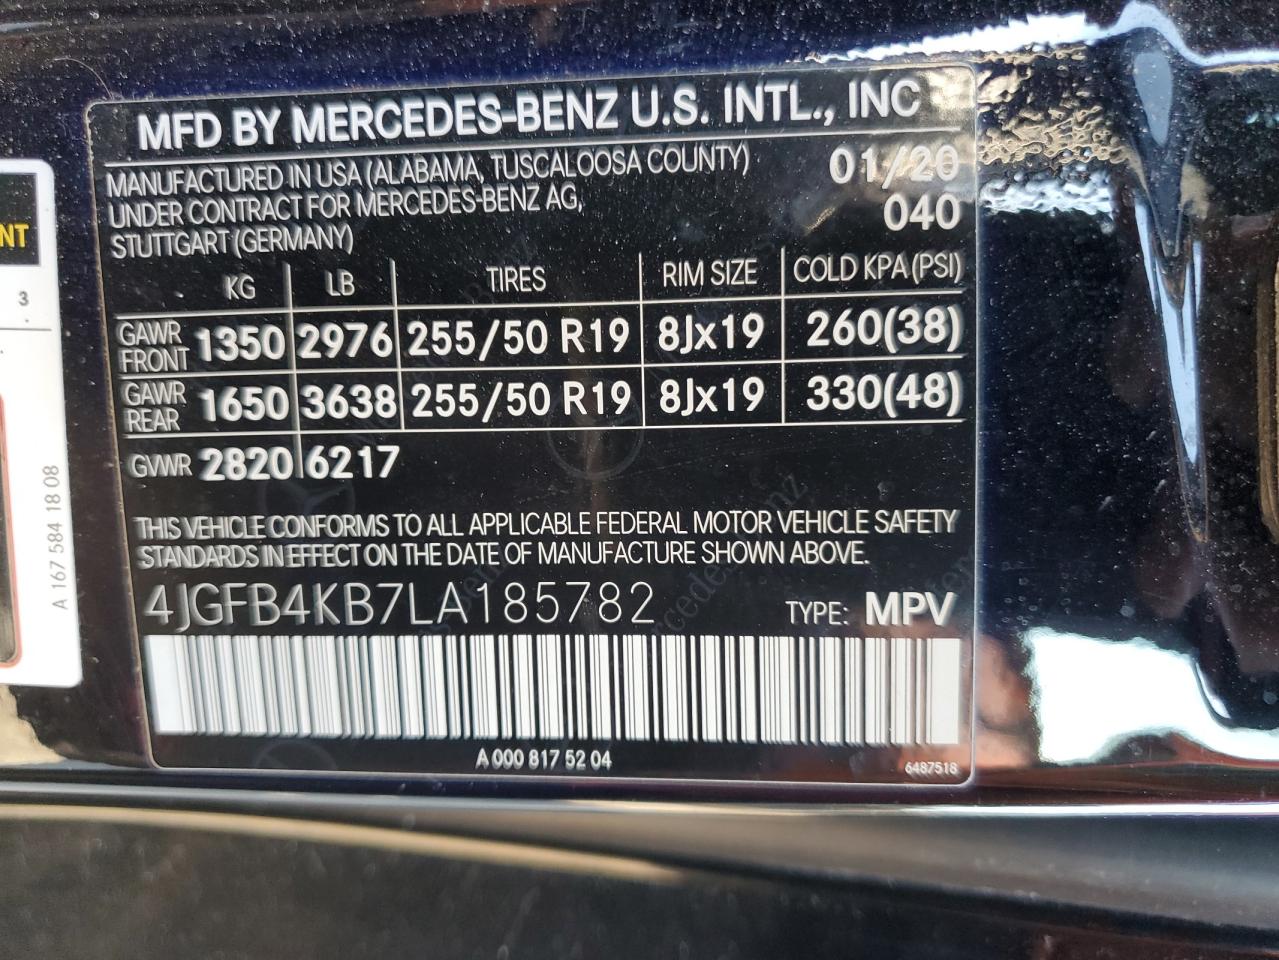 MFD BY MERCEDES-BENZ U.S. INTL., INC
MANUFACTURED IN USA (ALABAMA, TUSCALOOSA COUNTY) 01/20
UNDER CONTRACT FOR MERCEDES-BENZ AG, 040
STUTTGART (GERMANY)
KG LB TIRES RIM SIZE COLD KPA (PSI)
GAWR FRONT 1350 2976 255/50 R19 8Jx19 260(38)
GAWR REAR 1650 3638 255/50 R19 8Jx19 330(48)
GVWR 2820 6217
THIS VEHICLE CONFORMS TO ALL APPLICABLE FEDERAL MOTOR VEHICLE SAFETY
STANDARDS IN EFFECT ON THE DATE OF MANUFACTURE SHOWN ABOVE.
4JGFB4KB7LA185782 TYPE: MPV
A 000 817 52 04
6487518
NT
3
A 167 584 18 08